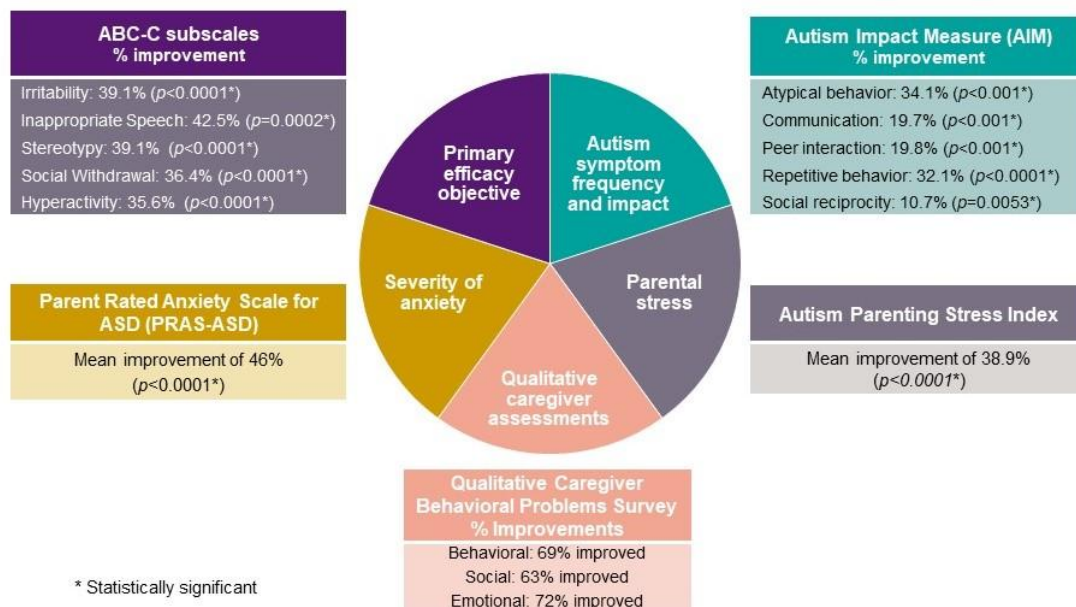 ABC-C subscales
% improvement
Irritability: 39.1% (p<0.0001*)
Inappropriate Speech: 42.5% (p=0.0002*)
Stereotypy: 39.1% (p<0.0001*)
Social Withdrawal: 36.4% (p<0.0001*)
Hyperactivity: 35.6% (p<0.0001*)
Autism Impact Measure (AIM)
% improvement
Atypical behavior: 34.1% (p<0.001*)
Communication: 19.7% (p<0.001*)
Peer interaction: 19.8% (p<0.001*)
Repetitive behavior: 32.1% (p<0.0001*)
Social reciprocity: 10.7% (p=0.0053*)
Primary
efficacy
objective
Autism
symptom
frequency
and impact
Severity of
anxiety
Parental
stress
Qualitative
caregiver
assessments
Parent Rated Anxiety Scale for
ASD (PRAS-ASD)
Mean improvement of 46%
(p<0.0001*)
Autism Parenting Stress Index
Mean improvement of 38.9%
(p<0.0001*)
Qualitative Caregiver
Behavioral Problems Survey
% Improvements
Behavioral: 69% improved
Social: 63% improved
Emotional: 72% improved
* Statistically significant